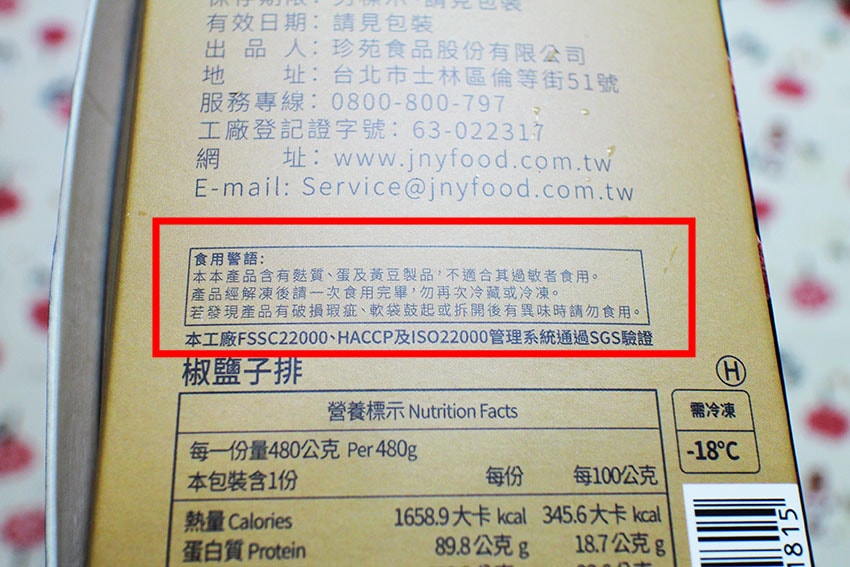 保存期限：另標示於包裝
有效日期：請見包裝
出品人：珍苑食品股份有限公司
地址：台北市士林區倫等街51號
服務專線：0800-800-797
工廠登記證字號：63-022317
網址：www.jnyfood.com.tw
E-mail: Service@jnyfood.com.tw
食用警語：
本本產品含有麩質、蛋及黃豆製品，不適合其過敏者食用。
產品經解凍後請一次食用完畢，勿再次冷藏或冷凍。
若發現產品有破損瑕疵、軟袋鼓起或拆開後有異味時請勿食用。
本工廠FSSC22000、HACCP及ISO22000管理系統通過SGS驗證
椒鹽子排
H
營養標示 Nutrition Facts
需冷凍
-18°C
每一份量480公克 Per 480g
本包裝含1份 每份 每100公克
熱量 Calories 1658.9大卡 kcal 345.6大卡 kcal
蛋白質 Protein 89.8公克 g 18.7公克 g
1815